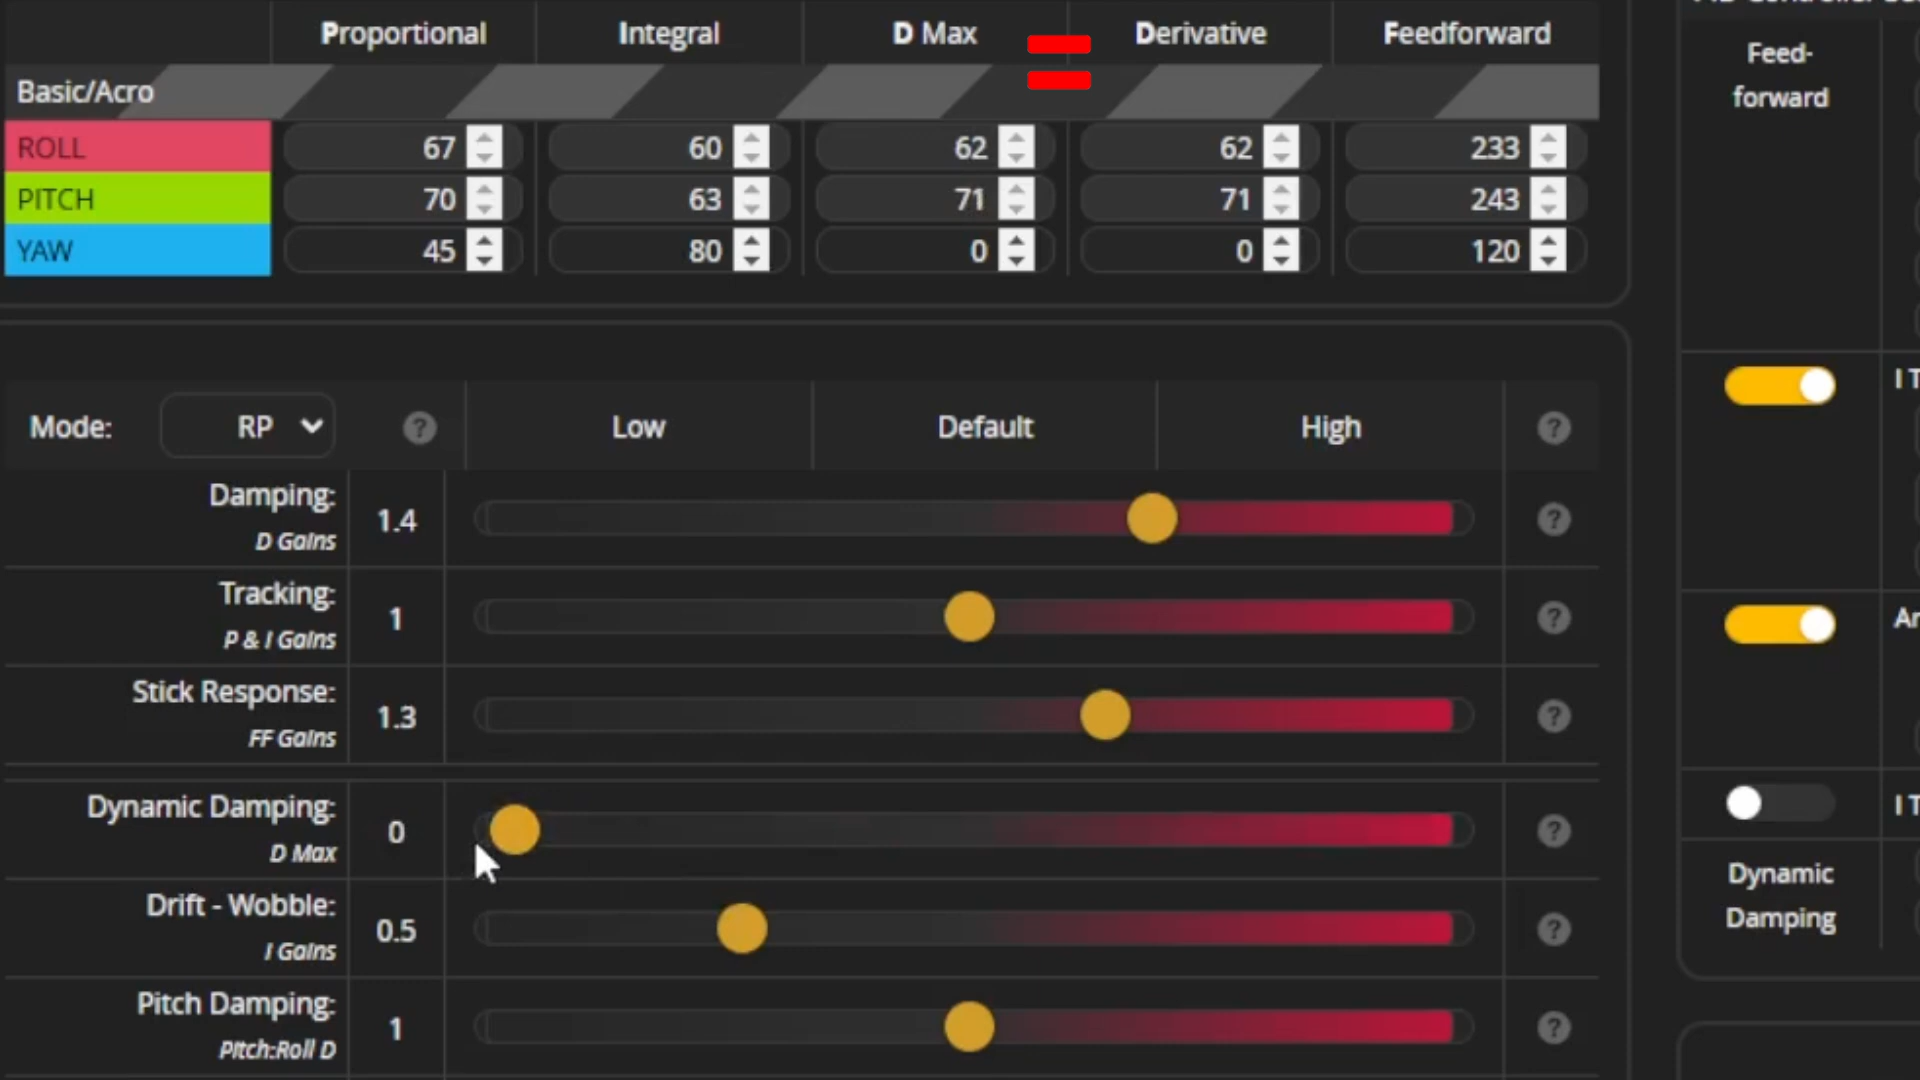 Proportional Integral D Max Derivative Feedforward
Basic/Acro
ROLL 67 60 62 62 233
PITCH 70 63 71 71 243
YAW 45 80 0 0 120
Mode: RP ? Low Default High ?
Damping: 1.4 ?
D Gains
Tracking: 1 ?
P & I Gains
Stick Response: 1.3 ?
FF Gains
Dynamic Damping: 0 ?
D Max
Drift - Wobble: 0.5 ?
I Gains
Pitch Damping: 1 ?
Pitch:Roll D
Feed-
forward
I T
Ar
I T
Dynamic
Damping